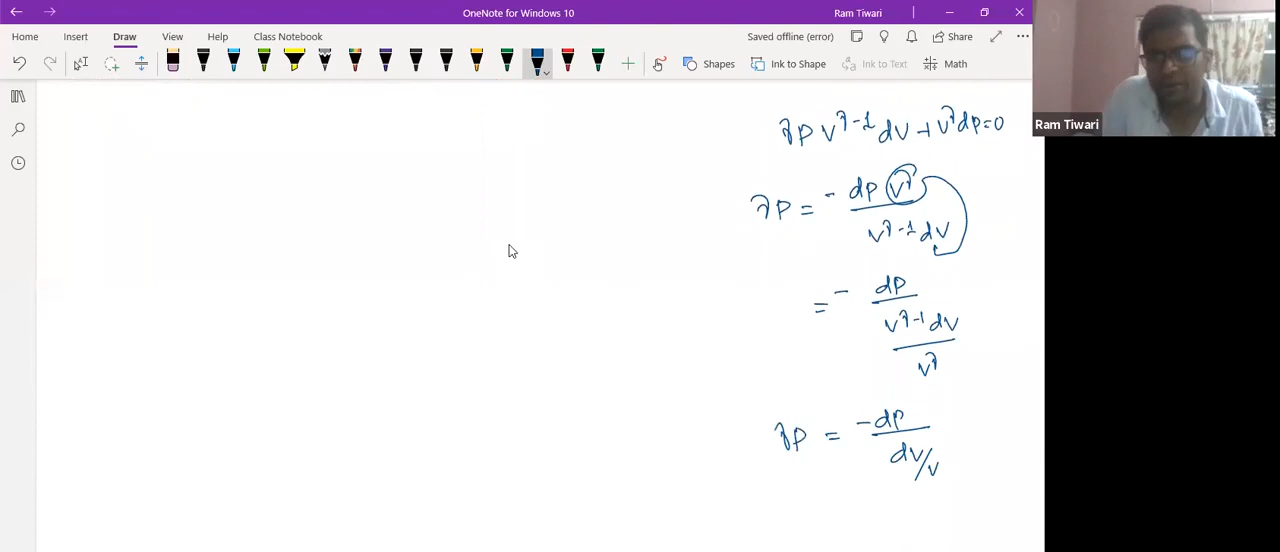 OneNote for Windows 10
Ram Tiwari
Home Insert Draw View Help Class Notebook
Saved offline (error) Share
Shapes Ink to Shape Ink to Text Math
Ram Tiwari
γP V^γ-1 dV + V^γ dP = 0
γP = - dP V^γ / V^γ-1 dV
= - dP / V^γ-1 dV / V^γ
γP = -dP / dV/V